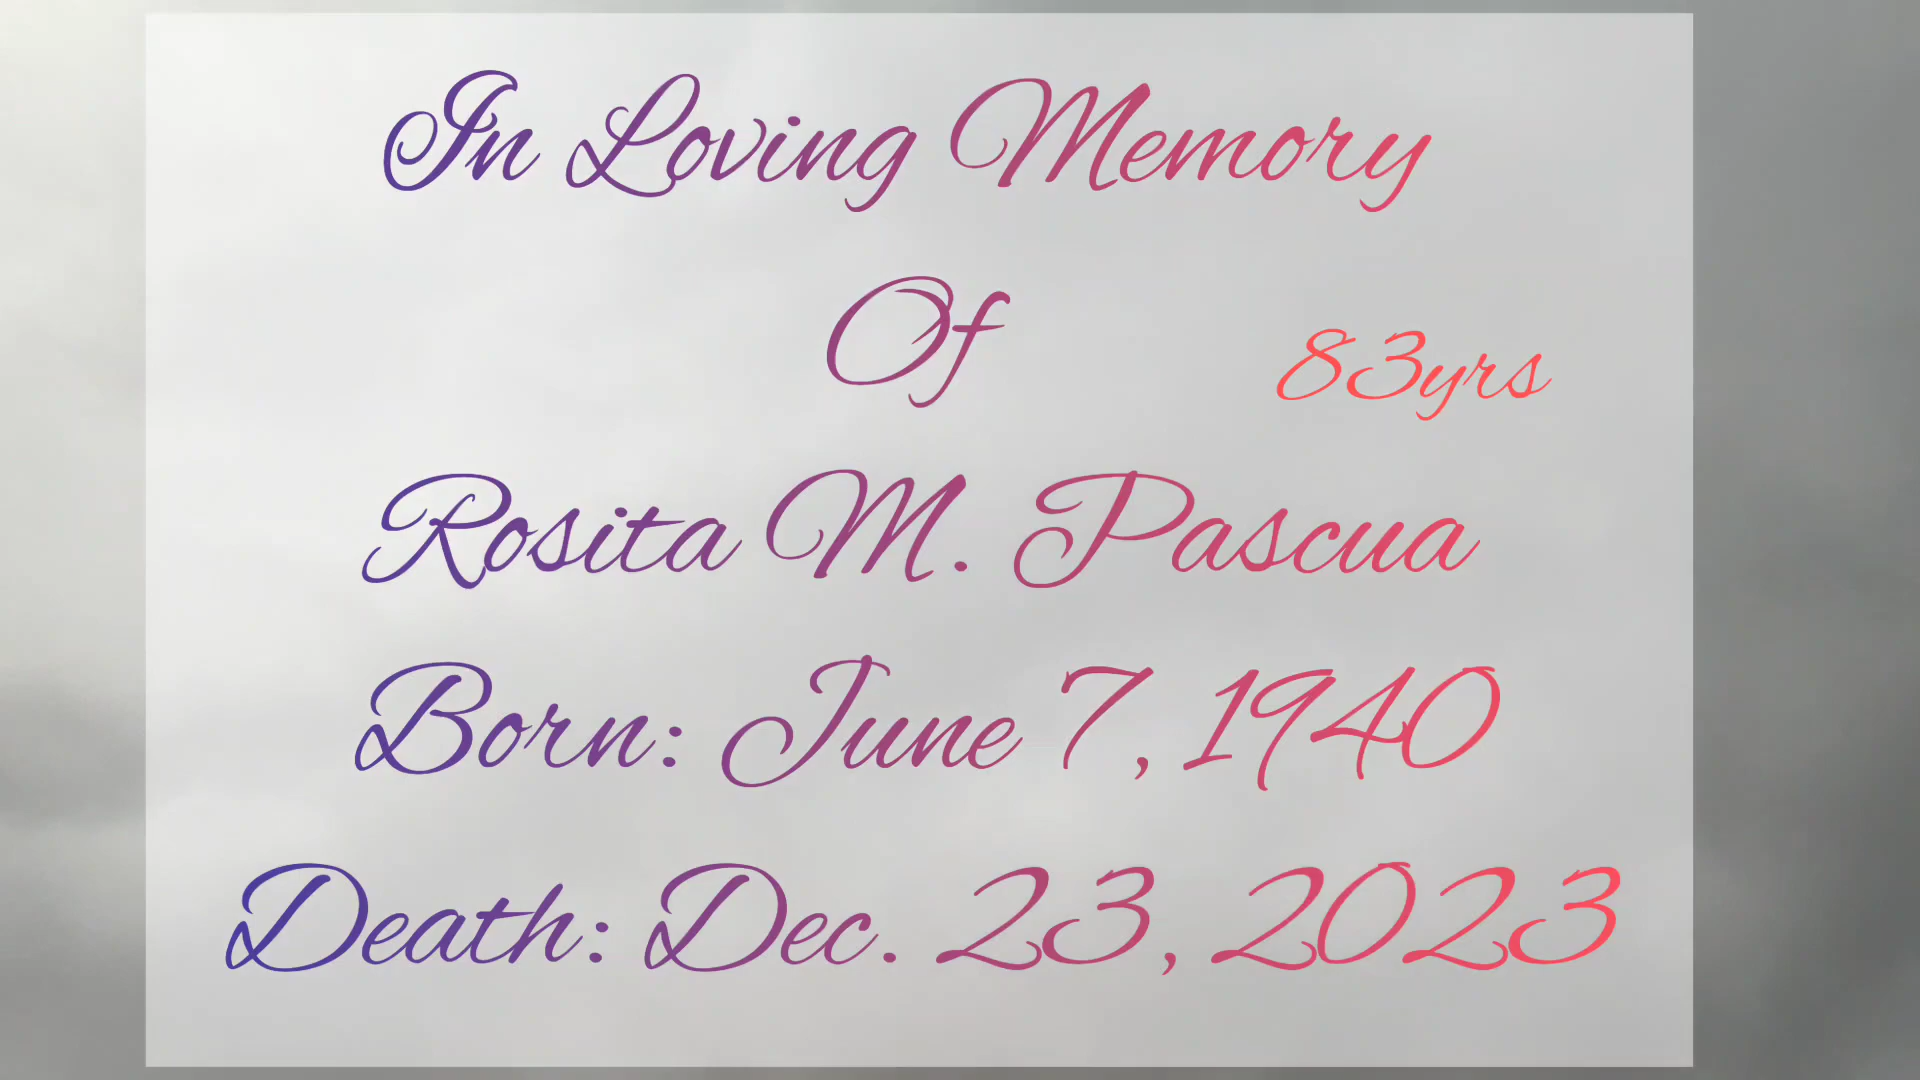 In Loving Memory
Of
83yrs
Rosita M. Pascua
Born: June 7, 1940
Death: Dec. 23, 2023